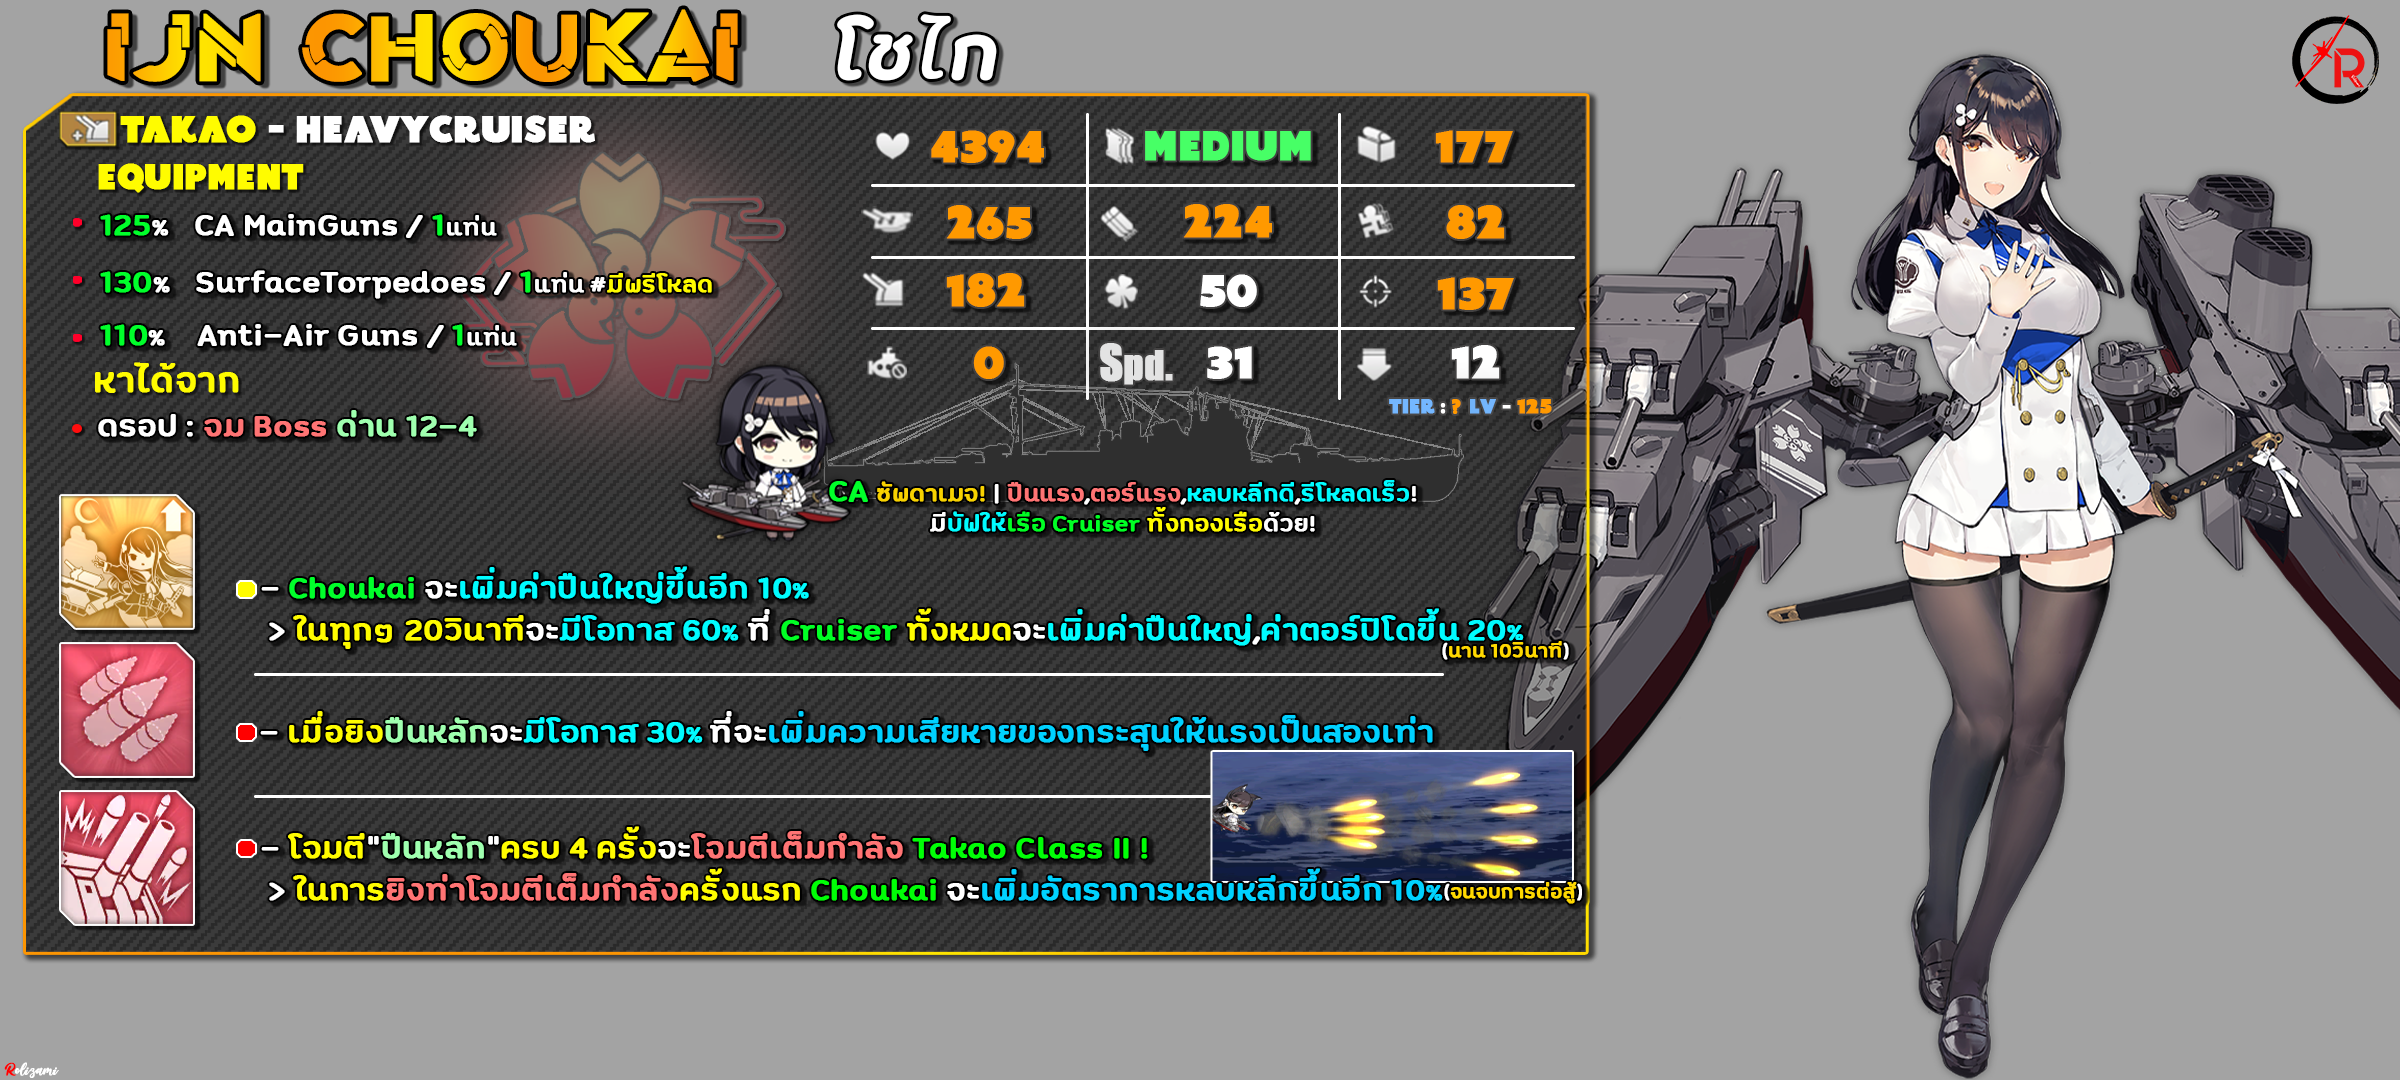 IJN CHOUKAI โชไก
R
TAKAO - HEAVYCRUISER
EQUIPMENT
125% CA MainGuns / 1แท่น
130% SurfaceTorpedoes / 1แท่น #มีพรีโหลด
110% Anti-Air Guns / 1แท่น
หาได้จาก
ดรอป : จม Boss ด่าน 12-4
4394 MEDIUM 177
265 224 82
182 50 137
0 Spd. 31 12
TIER : ? LV - 125
CA ซัพดาเมจ! | ปืนแรง,ตอร์แรง,หลบหลีกดี,รีโหลดเร็ว!
มีบัฟให้เรือ Cruiser ทั้งกองเรือด้วย!
- Choukai จะเพิ่มค่าปืนใหญ่ขึ้นอีก 10%
> ในทุกๆ 20วินาทีจะมีโอกาส 60% ที่ Cruiser ทั้งหมดจะเพิ่มค่าปืนใหญ่,ค่าตอร์ปิโดขึ้น 20%
(นาน 10วินาที)
- เมื่อยิงปืนหลักจะมีโอกาส 30% ที่จะเพิ่มความเสียหายของกระสุนให้แรงเป็นสองเท่า
- โจมตี"ปืนหลัก"ครบ 4 ครั้งจะโจมตีเต็มกำลัง Takao Class II !
> ในการยิงท่าโจมตีเต็มกำลังครั้งแรก Choukai จะเพิ่มอัตราการหลบหลีกขึ้นอีก 10%(จนจบการต่อสู้)
Rolizami